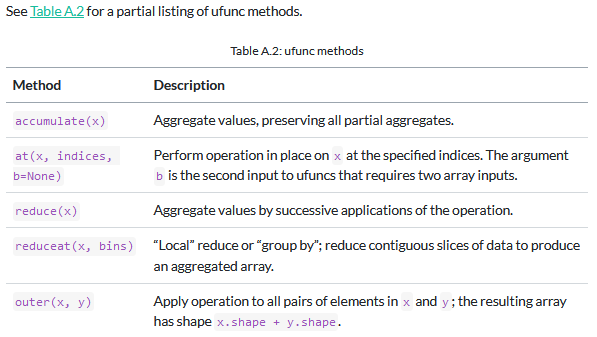 See Table A.2 for a partial listing of ufunc methods.
Table A.2: ufunc methods
Method Description
accumulate(x) Aggregate values, preserving all partial aggregates.
at(x, indices, Perform operation in place on x at the specified indices. The argument
b=None) b is the second input to ufuncs that requires two array inputs.
reduce(x) Aggregate values by successive applications of the operation.
reduceat(x, bins) “Local” reduce or “group by”; reduce contiguous slices of data to produce
an aggregated array.
outer(x, y) Apply operation to all pairs of elements in x and y; the resulting array
has shape x.shape + y.shape.